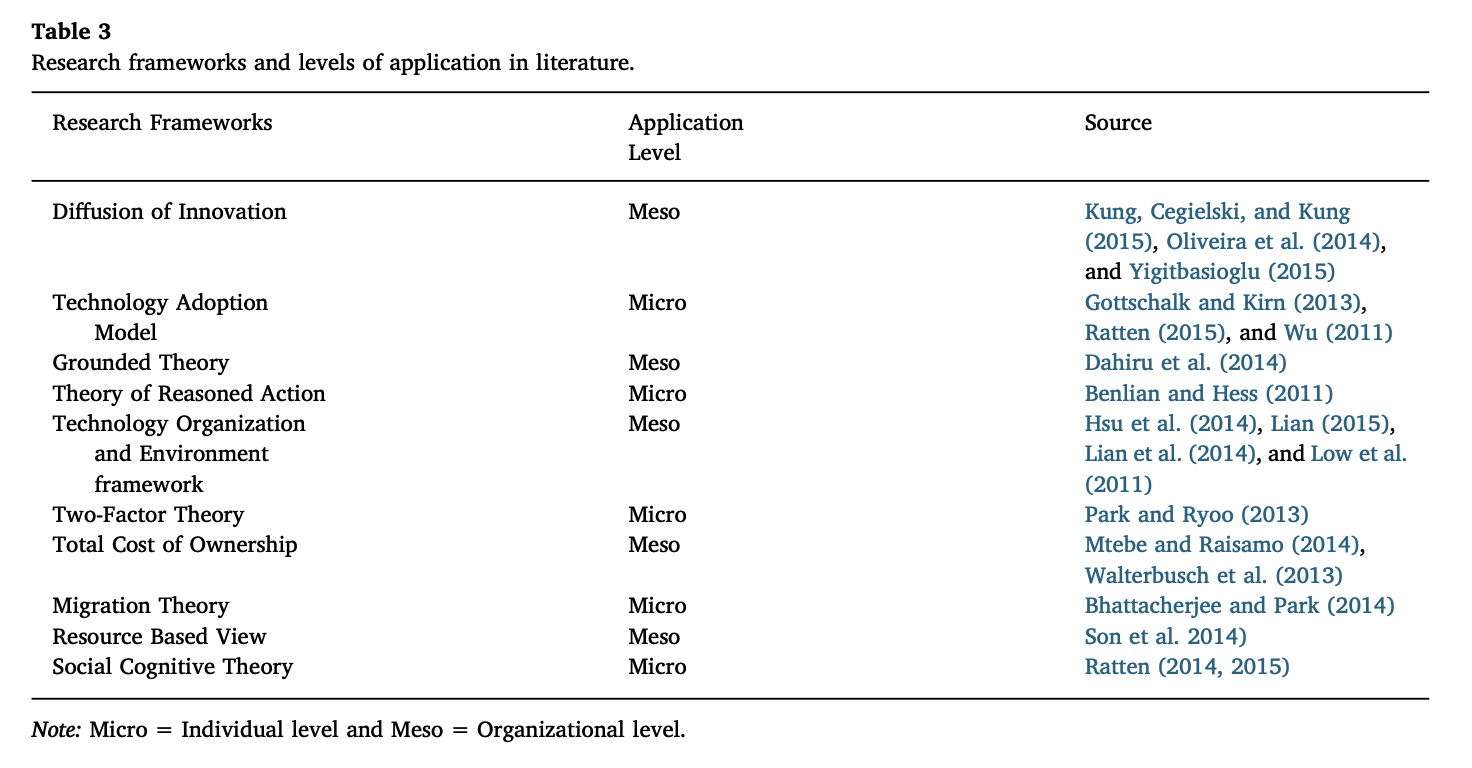 Table 3
Research frameworks and levels of application in literature.
Research Frameworks Application Level Source
Diffusion of Innovation Meso Kung, Cegielski, and Kung
(2015), Oliveira et al. (2014),
and Yigitbasioglu (2015)
Technology Adoption Micro Gottschalk and Kirn (2013),
Model Ratten (2015), and Wu (2011)
Grounded Theory Meso Dahiru et al. (2014)
Theory of Reasoned Action Micro Benlian and Hess (2011)
Technology Organization Meso Hsu et al. (2014), Lian (2015),
and Environment Lian et al. (2014), and Low et al.
framework (2011)
Two-Factor Theory Micro Park and Ryoo (2013)
Total Cost of Ownership Meso Mtebe and Raisamo (2014),
Walterbusch et al. (2013)
Migration Theory Micro Bhattacherjee and Park (2014)
Resource Based View Meso Son et al. 2014)
Social Cognitive Theory Micro Ratten (2014, 2015)
Note: Micro = Individual level and Meso = Organizational level.